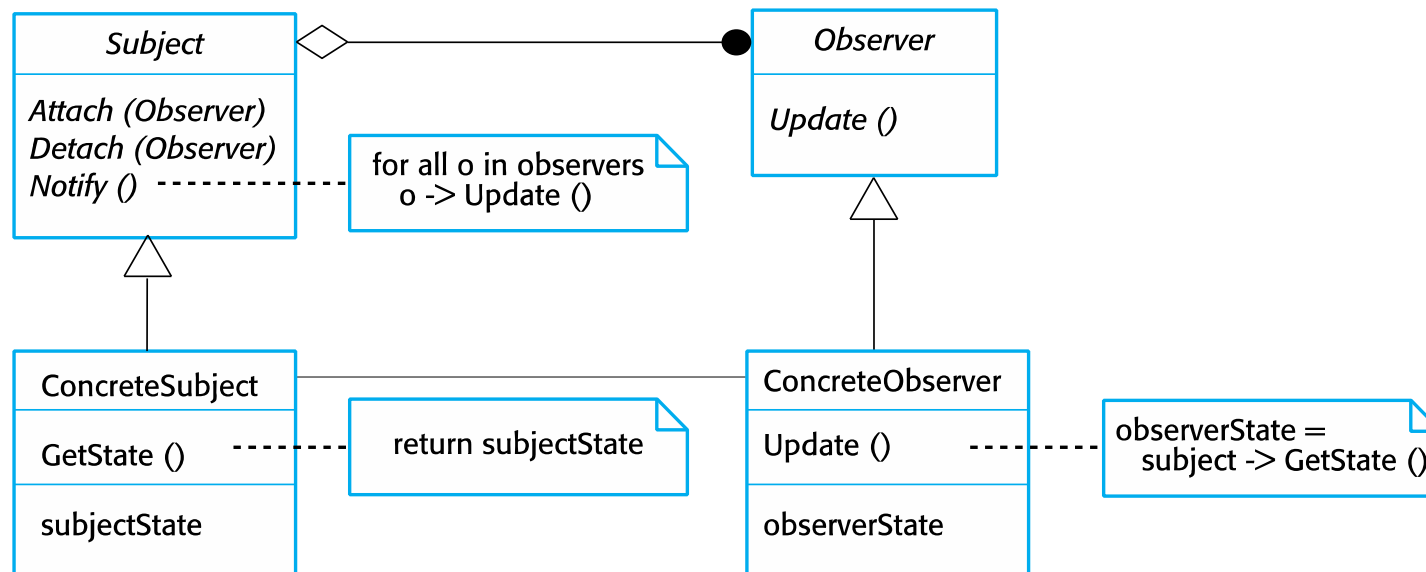 Subject
Attach (Observer)
Detach (Observer)
Notify ()
for all o in observers
o -> Update ()
Observer
Update ()
ConcreteSubject
GetState ()
subjectState
return subjectState
ConcreteObserver
Update ()
observerState
observerState =
subject -> GetState ()